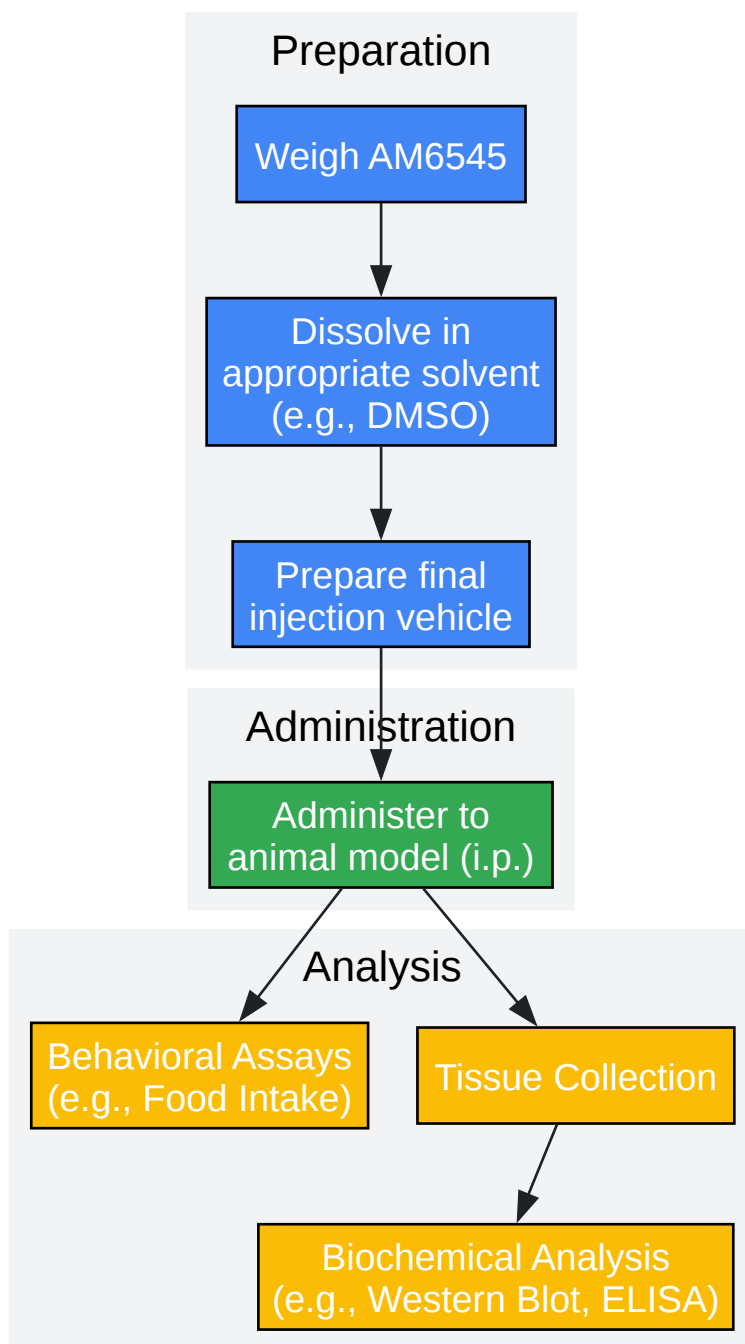 Preparation
Weigh AM6545
Dissolve in
appropriate solvent
(e.g., DMSO)
Prepare final
injection vehicle
Administration
Administer to
animal model (i.p.)
Analysis
Behavioral Assays
(e.g., Food Intake)
Tissue Collection
Biochemical Analysis
(e.g., Western Blot, ELISA)